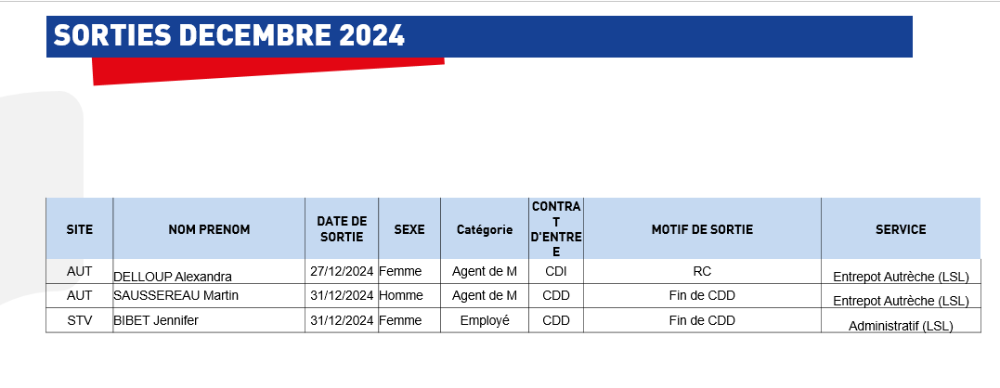 SORTIES DECEMBRE 2024
SITE NOM PRENOM DATE DE SORTIE SEXE Catégorie CONTRAT D'ENTREE MOTIF DE SORTIE SERVICE
AUT DELLOUP Alexandra 27/12/2024 Femme Agent de M CDI RC Entrepot Autrèche (LSL)
AUT SAUSSEREAU Martin 31/12/2024 Homme Agent de M CDD Fin de CDD Entrepot Autrèche (LSL)
STV BIBET Jennifer 31/12/2024 Femme Employé CDD Fin de CDD Administratif (LSL)